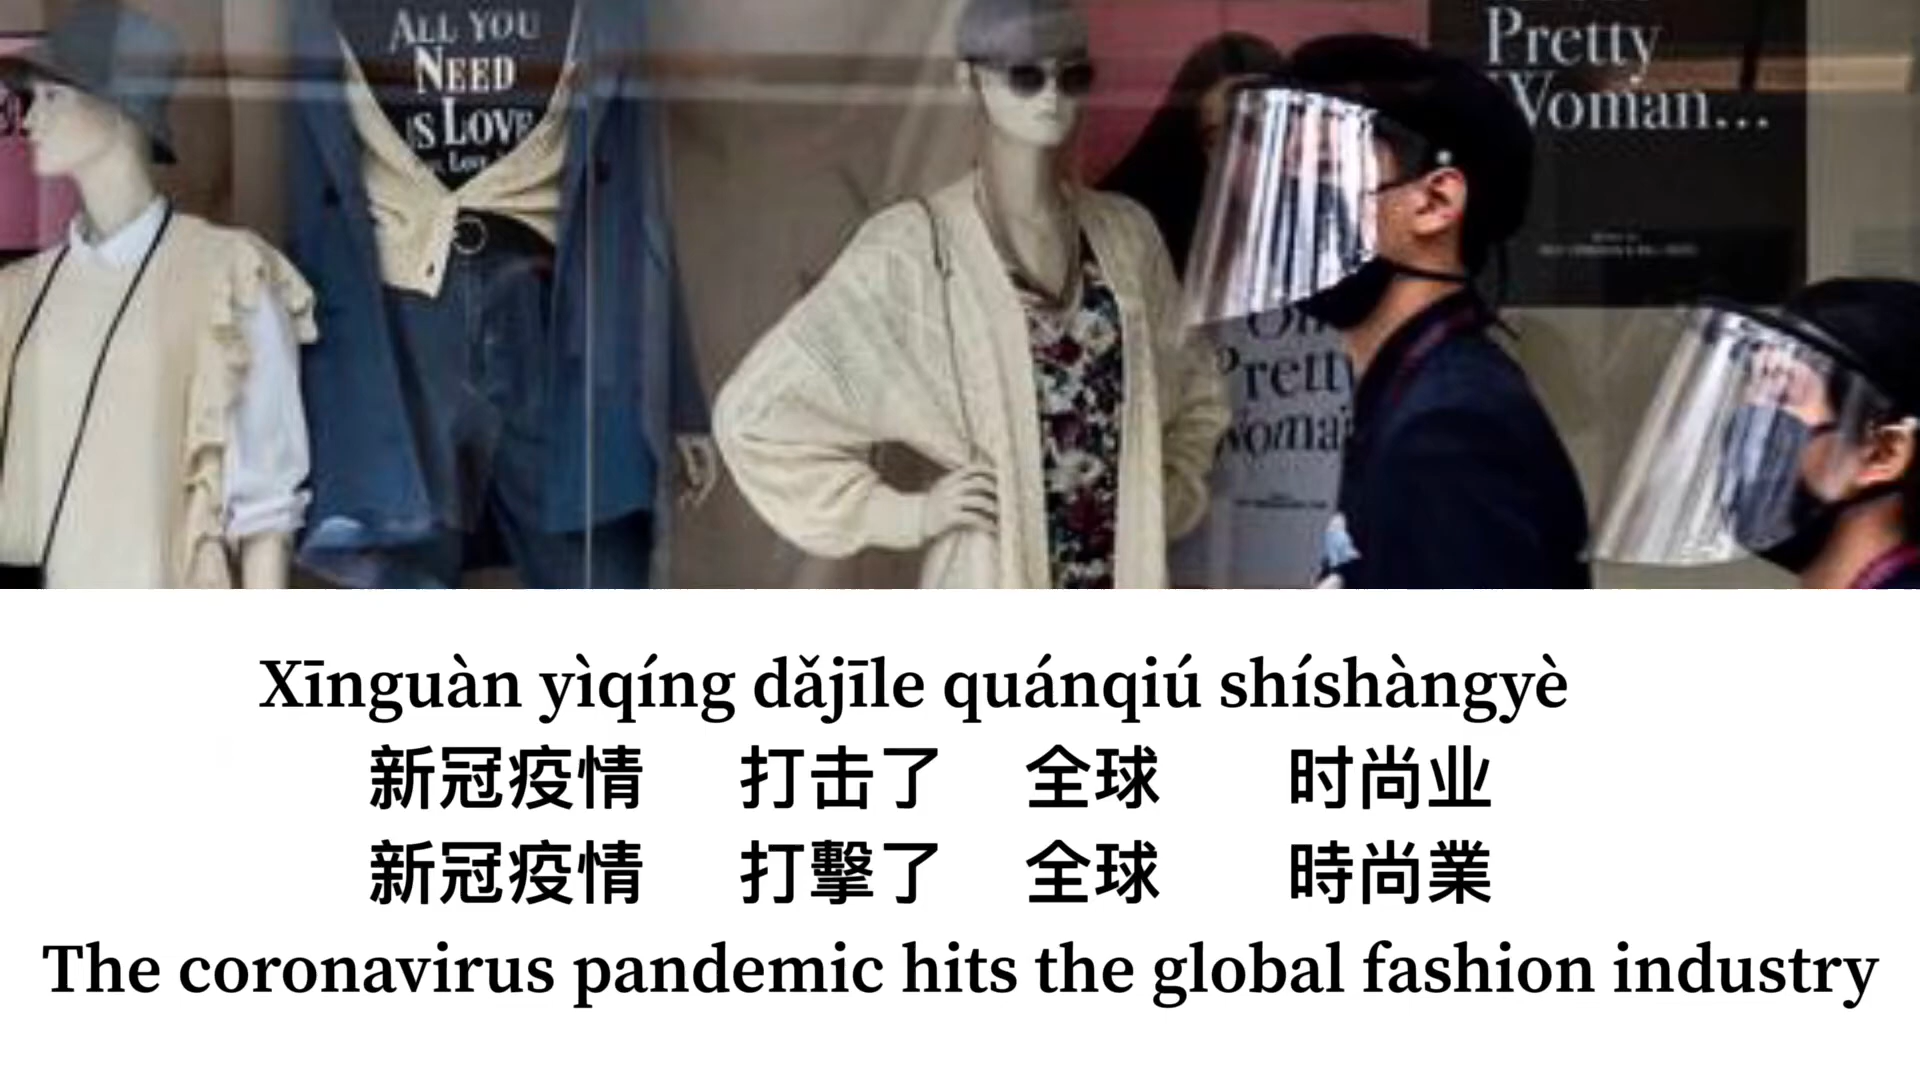 ALL YOU
NEED
IS LOVE
Pretty
Woman...
Pretty
Woman
Xīnguàn yìqíng dǎjīle quánqiú shíshàngyè
新冠疫情 打击了 全球 时尚业
新冠疫情 打擊了 全球 時尚業
The coronavirus pandemic hits the global fashion industry